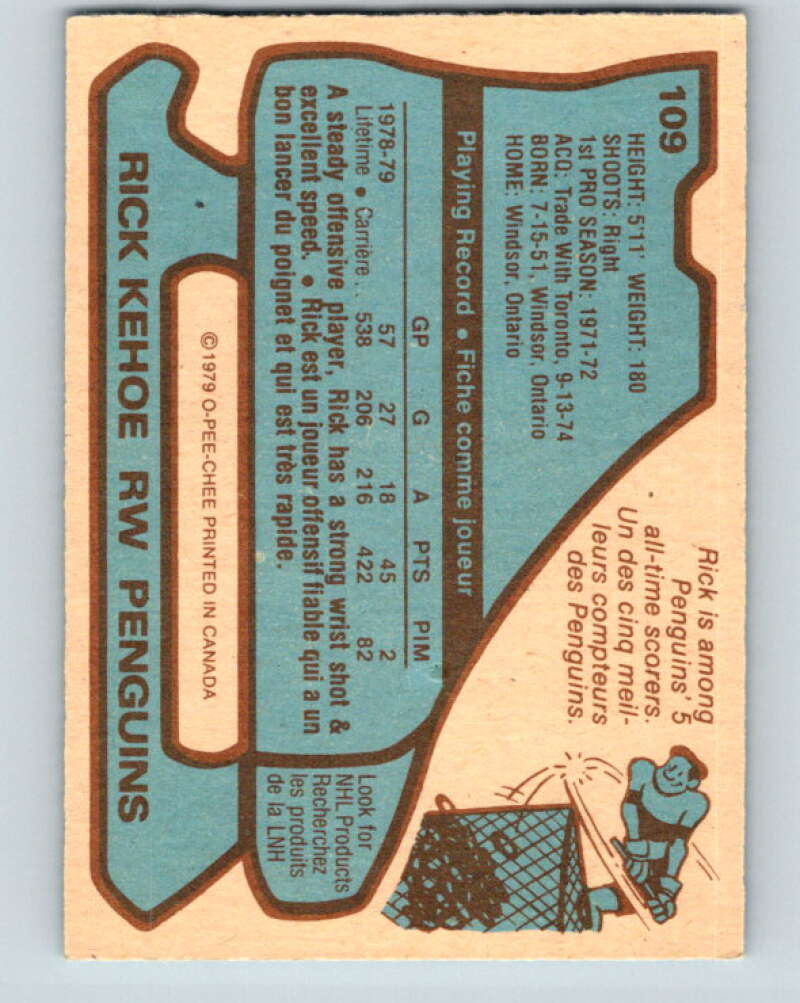 109
HEIGHT: 5'11' WEIGHT: 180
SHOOTS: Right
1st PRO SEASON: 1971-72
ACQ: Trade With Toronto, 9-13-74
BORN: 7-15-51, Windsor, Ontario
HOME: Windsor, Ontario
Rick is among
Penguins' 5
all-time scorers.
Un des cinq meil-
leurs compteurs
des Penguins.
Playing Record • Fiche comme joueur
GP G A PTS PIM
1978-79 57 27 18 45 2
Lifetime • Carrière... 538 206 216 422 82
A steady offensive player, Rick has a strong wrist shot &
excellent speed. • Rick est un joueur offensif fiable qui a un
bon lancer du poignet et qui est très rapide.
Look for
NHL Products
Recherchez
les produits
de la LNH
©1979 O-PEE-CHEE PRINTED IN CANADA
RICK KEHOE RW PENGUINS